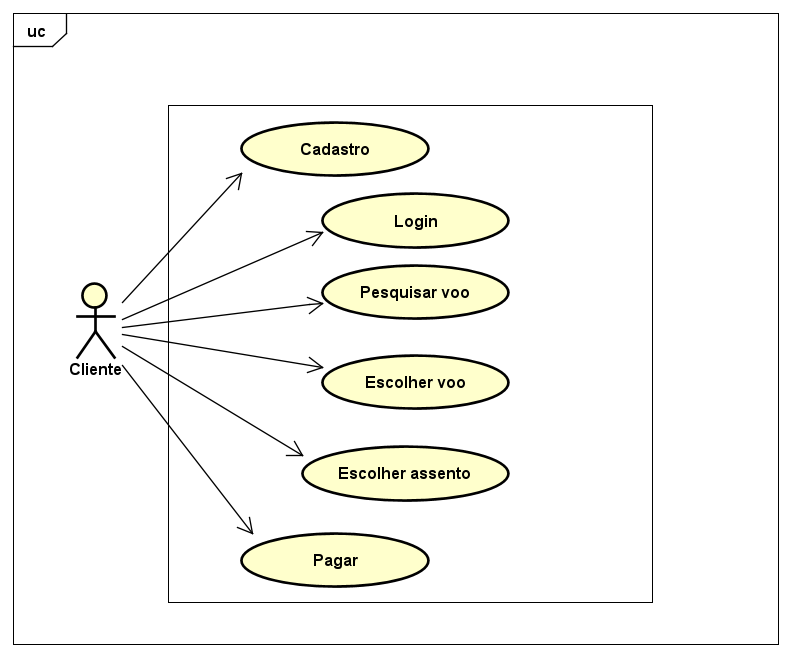 uc
Cadastro
Login
Pesquisar voo
Cliente
Escolher voo
Escolher assento
Pagar